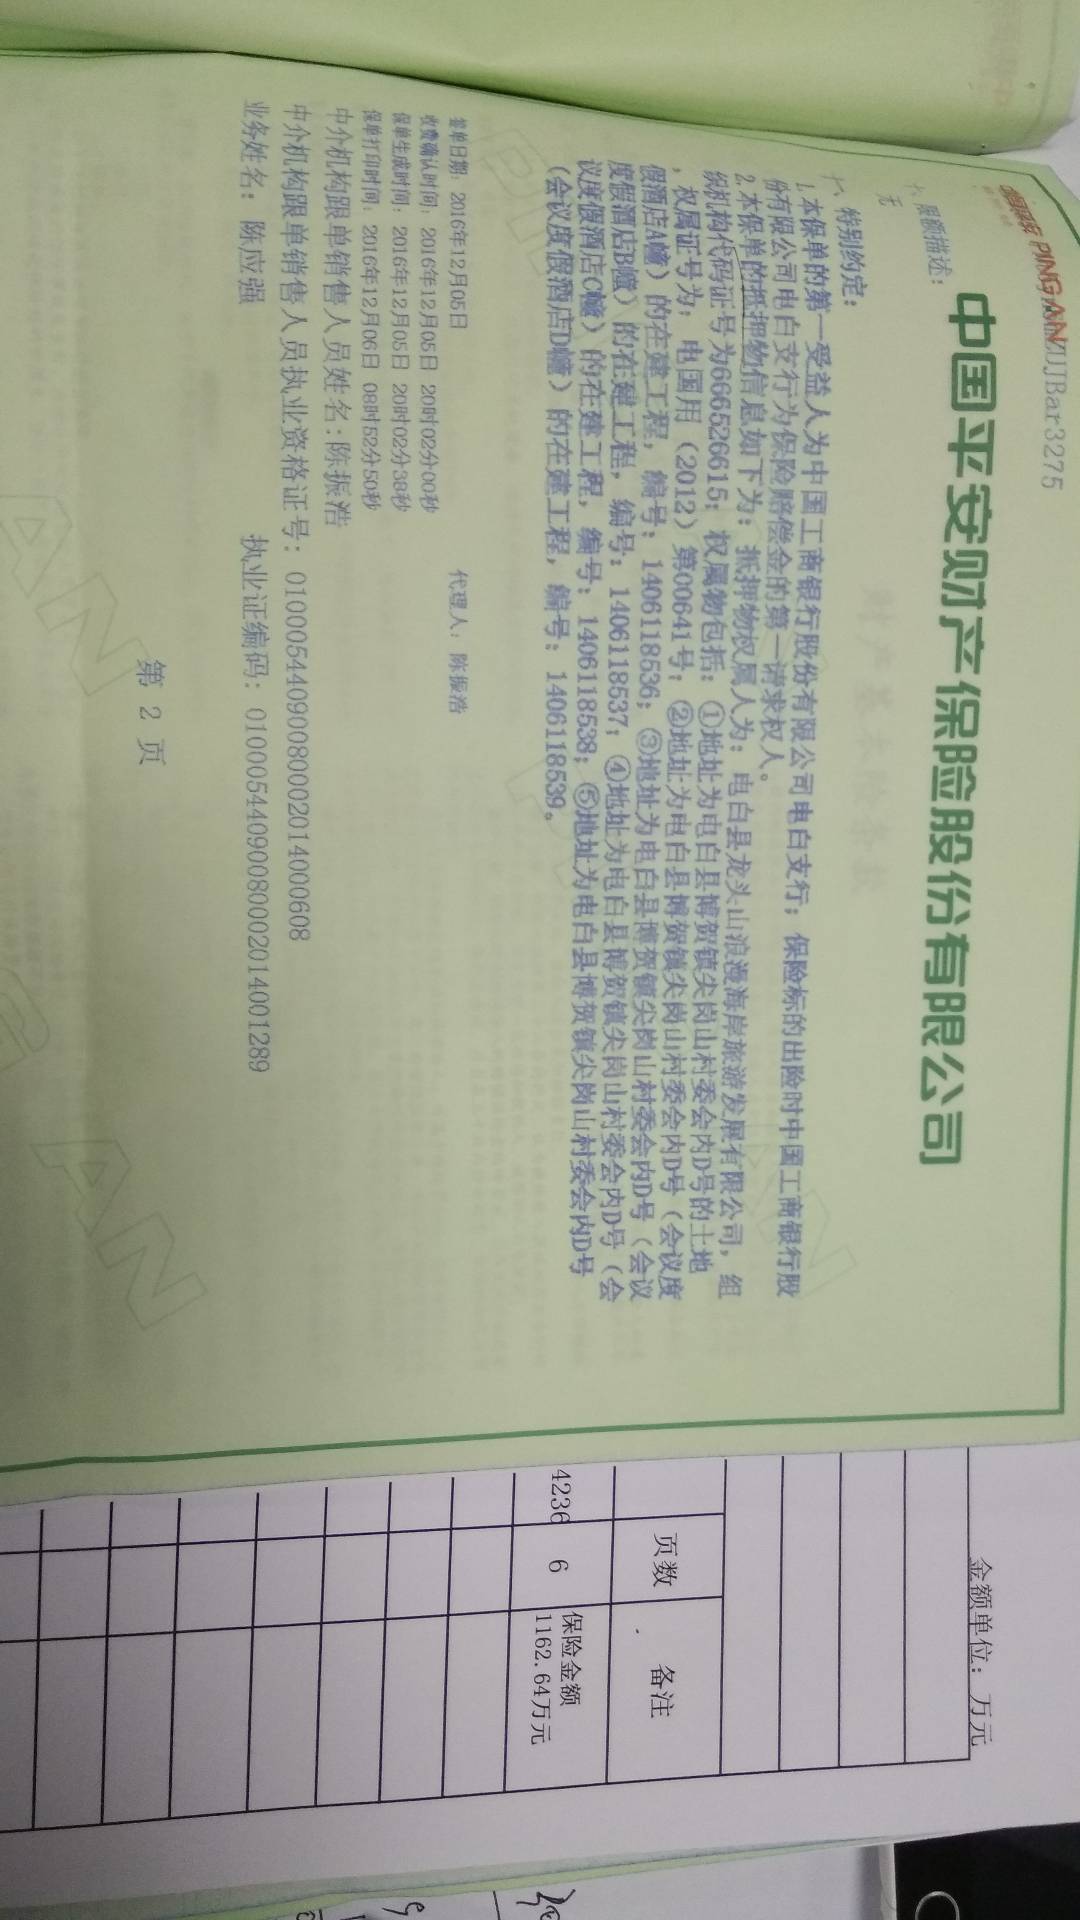 PINGAN
UJBar3275
中国平安财产保险股份有限公司
十、限额描述：
无
十一、特别约定：
1.本保单的第一受益人为中国工商银行股份有限公司电白支行；保险标的出险时中国工商银行股
份有限公司电白支行为保险赔偿金的第一请求权人。
2.本保单的抵押物信息如下为：抵押物权属人为：电白县龙头山浪漫海岸旅游发展有限公司，组
织机构代码证号为666526615；权属物包括：①地址为电白县博贺镇尖岗山村委会内D号的土地
，权属证号为：电国用（2012）第00641号；②地址为电白县博贺镇尖岗山村委会内D号（会议度
假酒店A幢）的在建工程，编号：1406118536；③地址为电白县博贺镇尖岗山村委会内D号（会议
度假酒店B幢）的在建工程，编号：1406118537；④地址为电白县博贺镇尖岗山村委会内D号（会
议度假酒店C幢）的在建工程，编号：1406118538；⑤地址为电白县博贺镇尖岗山村委会内D号
（会议度假酒店D幢）的在建工程，编号：1406118539。
签单日期：2016年12月05日 代理人：陈振浩
收费确认时间：2016年12月05日 20时02分00秒
保单生成时间：2016年12月05日 20时02分38秒
保单打印时间：2016年12月06日 08时52分50秒
中介机构跟单销售人员姓名：陈振浩
中介机构跟单销售人员执业资格证号：01000544090080002014000608
业务姓名：陈应强 执业证编码：01000544090080002014001289
第 2 页
金额单位：万元
页数 备注
4236 6 保险金额
1162.64万元